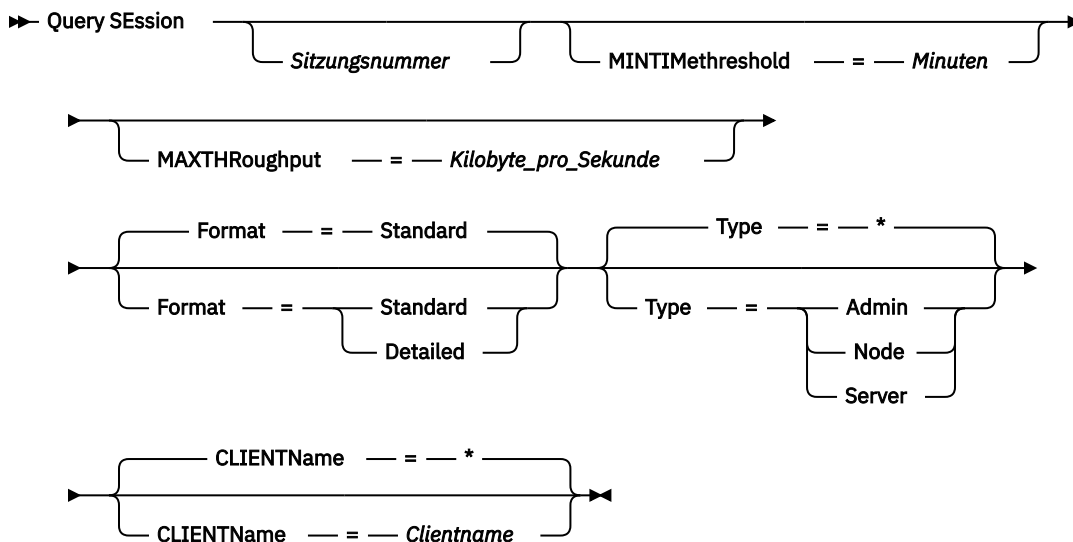 Query SEssion
Sitzungsnummer MINTIMethreshold = Minuten
MAXTHRoughput = Kilobyte_pro_Sekunde
Format = Standard Type = *
Format = Standard Type = Admin
Detailed Node
Server
CLIENTName = *
CLIENTName = Clientname